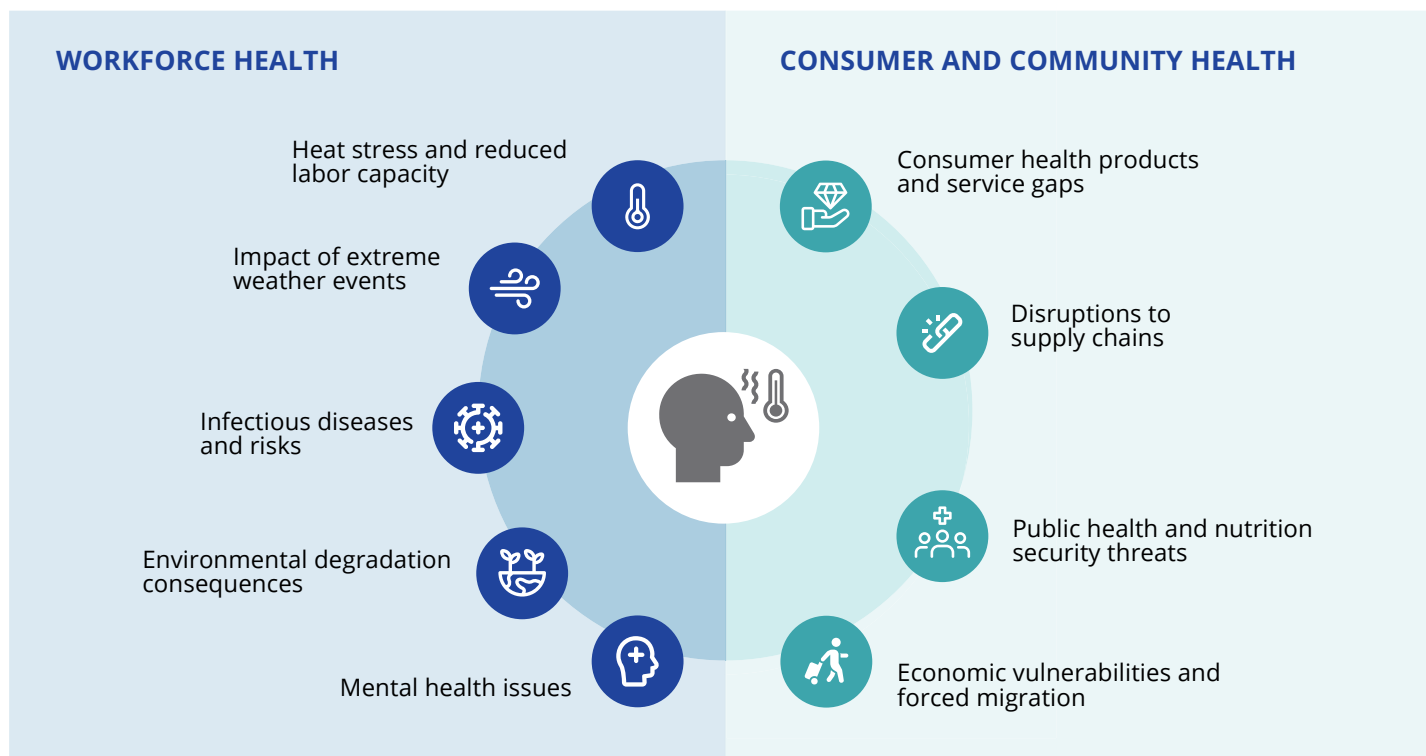 WORKFORCE HEALTH
Heat stress and reduced
labor capacity
Impact of extreme
weather events
Infectious diseases
and risks
Environmental degradation
consequences
Mental health issues
CONSUMER AND COMMUNITY HEALTH
Consumer health products
and service gaps
Disruptions to
supply chains
Public health and nutrition
security threats
Economic vulnerabilities and
forced migration